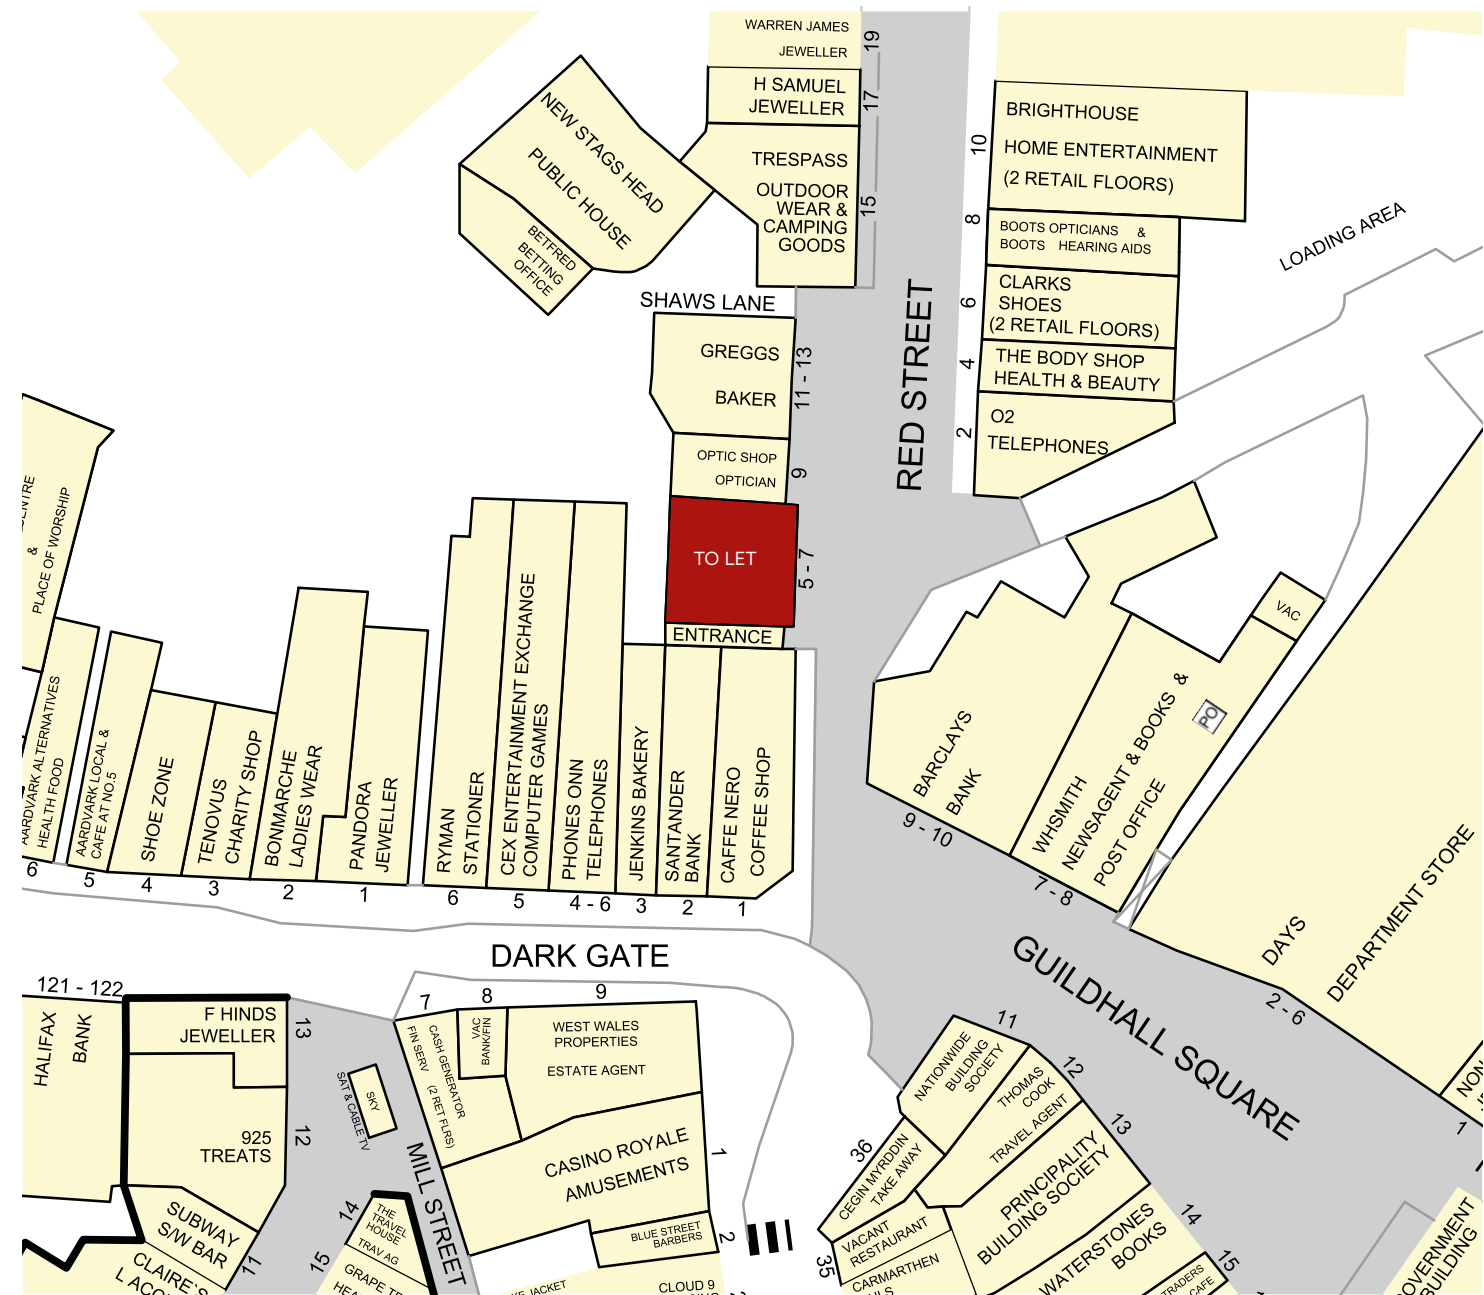 WARREN JAMES
JEWELLER
19
H SAMUEL
JEWELLER
17
TRESPASS
OUTDOOR
WEAR &
CAMPING
GOODS
15
NEW STAGS HEAD
PUBLIC HOUSE
BETFRED
BETTING
OFFICE
SHAWS LANE
GREGGS
BAKER
11 - 13
OPTIC SHOP
OPTICIAN
9
TO LET
5 - 7
ENTRANCE
RED STREET
BRIGHTHOUSE
HOME ENTERTAINMENT
(2 RETAIL FLOORS)
10
BOOTS OPTICIANS &
BOOTS HEARING AIDS
8
CLARKS
SHOES
(2 RETAIL FLOORS)
6
THE BODY SHOP
HEALTH & BEAUTY
4
O2
TELEPHONES
2
LOADING AREA
&
PLACE OF WORSHIP
AARDVARK ALTERNATIVES
HEALTH FOOD
6
AARDVARK LOCAL &
CAFE AT NO.5
5
SHOE ZONE
4
TENOVUS
CHARITY SHOP
3
BONMARCHE
LADIES WEAR
2
PANDORA
JEWELLER
1
RYMAN
STATIONER
6
CEX ENTERTAINMENT EXCHANGE
COMPUTER GAMES
5
PHONES ONN
TELEPHONES
4 - 6
JENKINS BAKERY
3
SANTANDER
BANK
2
CAFFE NERO
COFFEE SHOP
1
BARCLAYS
BANK
9 - 10
WHSMITH
NEWSAGENT & BOOKS &
POST OFFICE
PO
7 - 8
VAC
DAYS
DEPARTMENT STORE
2 - 6
NON
1
DARK GATE
GUILDHALL SQUARE
121 - 122
HALIFAX
BANK
F HINDS
JEWELLER
13
925
TREATS
12
SUBWAY
S/W BAR
11
CLAIRE'S
SKY
SAT & CABLE TV
MILL STREET
14
THE
TRAVEL
HOUSE
TRAV AG
15
GRAPE TR
7
CASH GENERATOR
FIN SERV (2 RET FLRS)
8
VAC
BANK/FIN
9
WEST WALES
PROPERTIES
ESTATE AGENT
CASINO ROYALE
AMUSEMENTS
1
BLUE STREET
BARBERS
2
JACKET
CLOUD 9
11
NATIONWIDE
BUILDING
SOCIETY
12
THOMAS
COOK
TRAVEL AGENT
13
PRINCIPALITY
BUILDING SOCIETY
14
WATERSTONES
BOOKS
15
TRADERS
CAFE
36
CEGIN MYRDDIN
TAKE AWAY
VACANT
RESTAURANT
35
CARMARTHEN
OVERNMENT
BUILDING